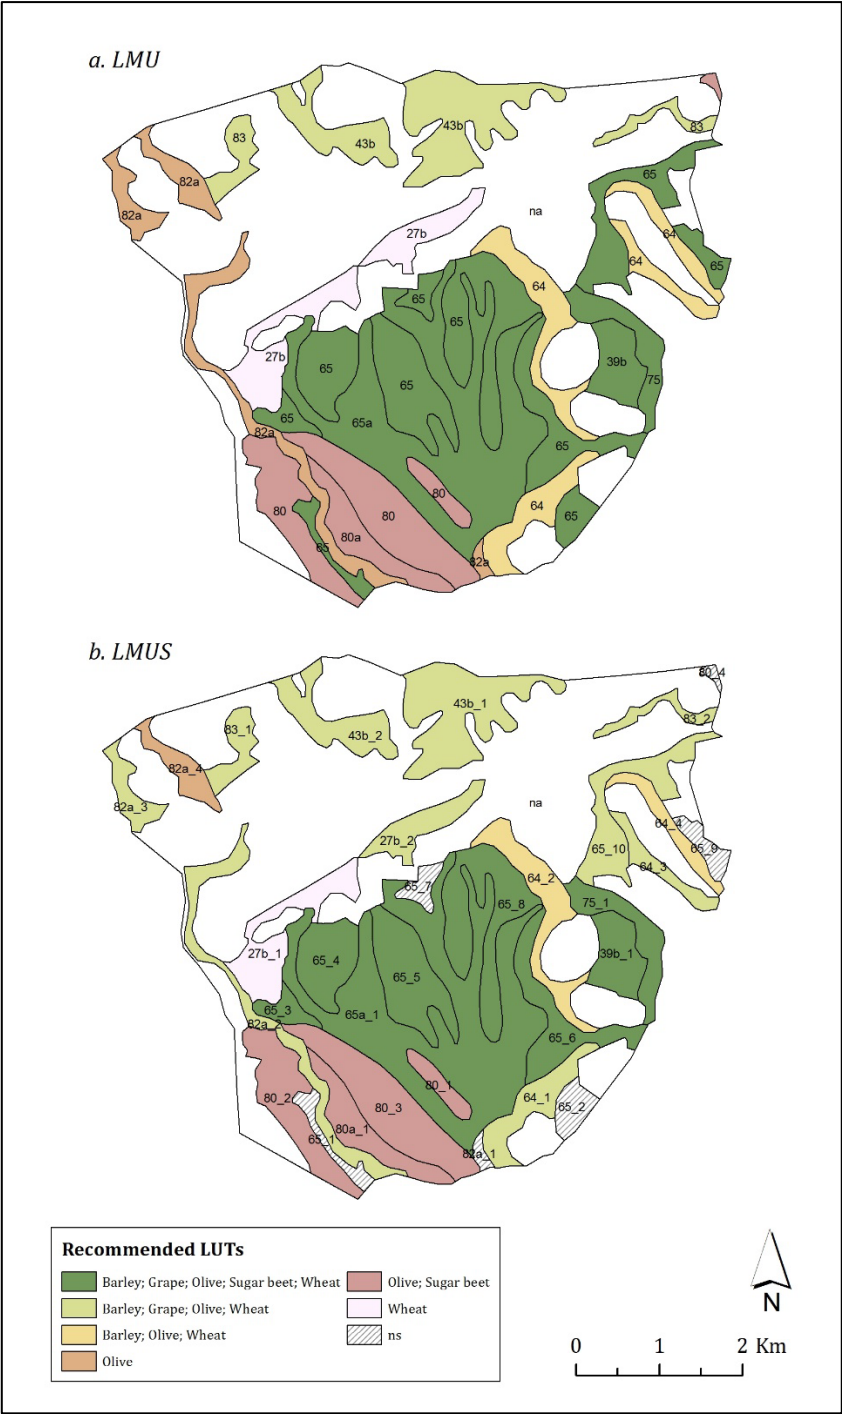 a. LMU
83
43b
43b
83
82a
82a
65
na
27b
64
64
65
64
65
65
27b
65
65
39b
75
65
65a
82a
65
80
80
80
64
65
80a
65
82a
b. LMUS
80_4
43b_1
83_1
43b_2
83_2
82a_4
82a_3
na
27b_2
64_4
65_10
65_9
64_3
64_2
65_7
65_8
75_1
27b_1
65_4
39b_1
65_5
65_3
65a_1
82a_2
65_6
80_1
80_2
80_3
64_1
65_2
80a_1
65_1
82a_1
Recommended LUTs
Barley; Grape; Olive; Sugar beet; Wheat
Olive; Sugar beet
Barley; Grape; Olive; Wheat
Wheat
Barley; Olive; Wheat
ns
Olive
N
0 1 2 Km